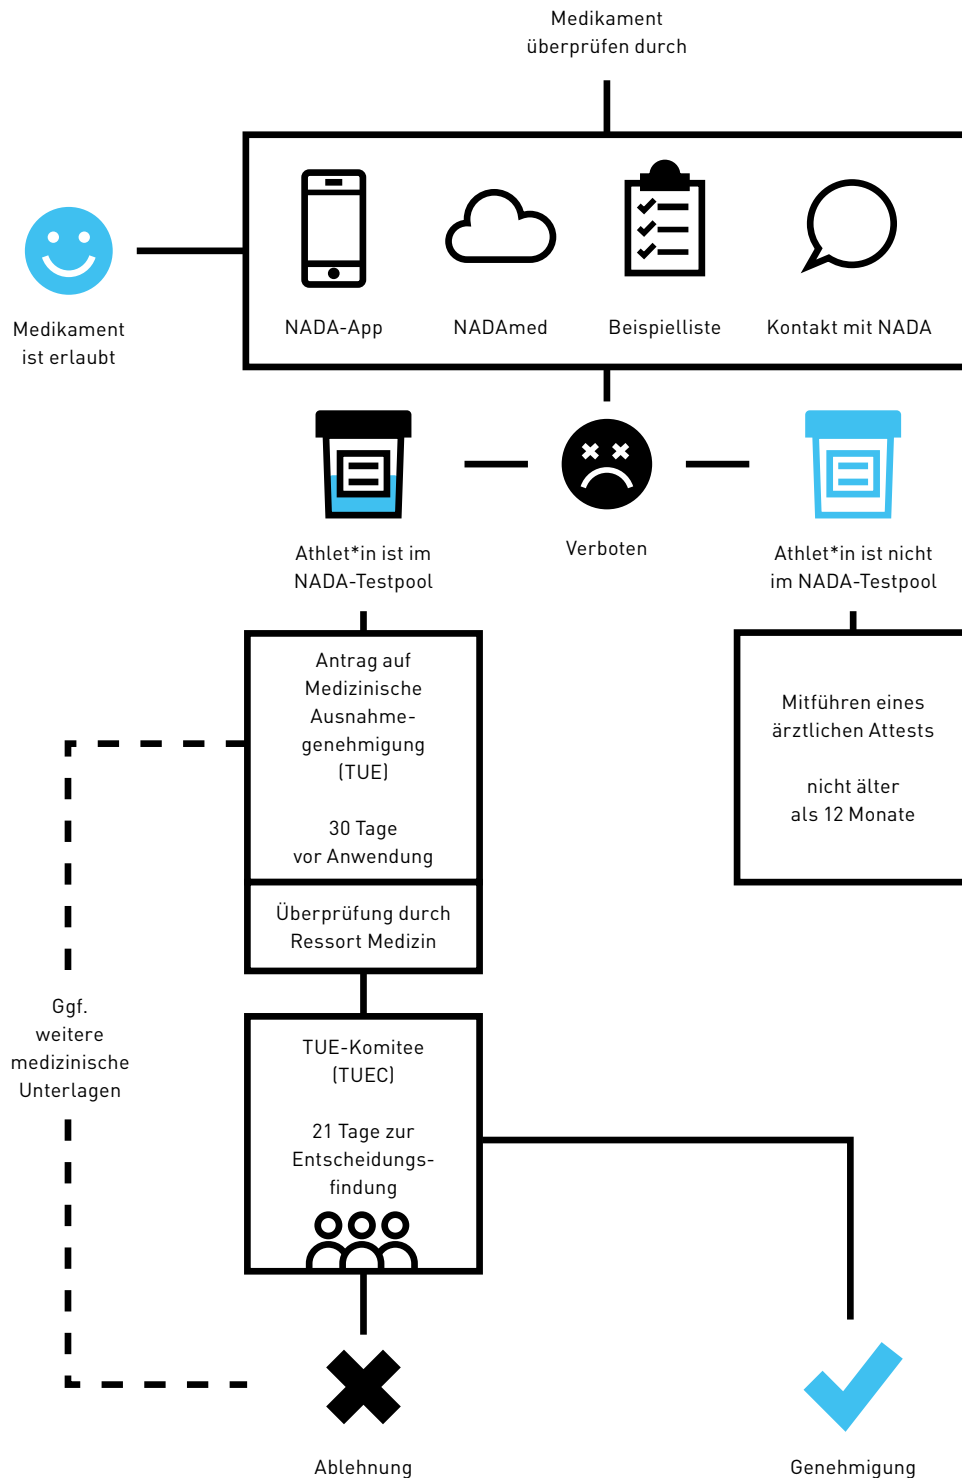 Medikament
überprüfen durch
NADA-App
NADAmed
Beispielliste
Kontakt mit NADA
Medikament
ist erlaubt
Verboten
Athlet*in ist im
NADA-Testpool
Athlet*in ist nicht
im NADA-Testpool
Antrag auf
Medizinische
Ausnahme-
genehmigung
(TUE)
30 Tage
vor Anwendung
Mitführen eines
ärztlichen Attests
nicht älter
als 12 Monate
Überprüfung durch
Ressort Medizin
Ggf.
weitere
medizinische
Unterlagen
TUE-Komitee
(TUEC)
21 Tage zur
Entscheidungs-
findung
Ablehnung
Genehmigung